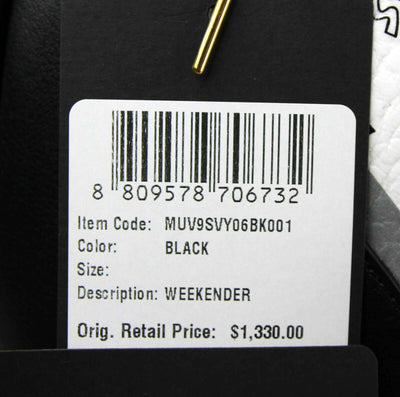 8 809578 706732
Item Code: MUV9SVY06BK001
Color: BLACK
Size:
Description: WEEKENDER
Orig. Retail Price: $1,330.00